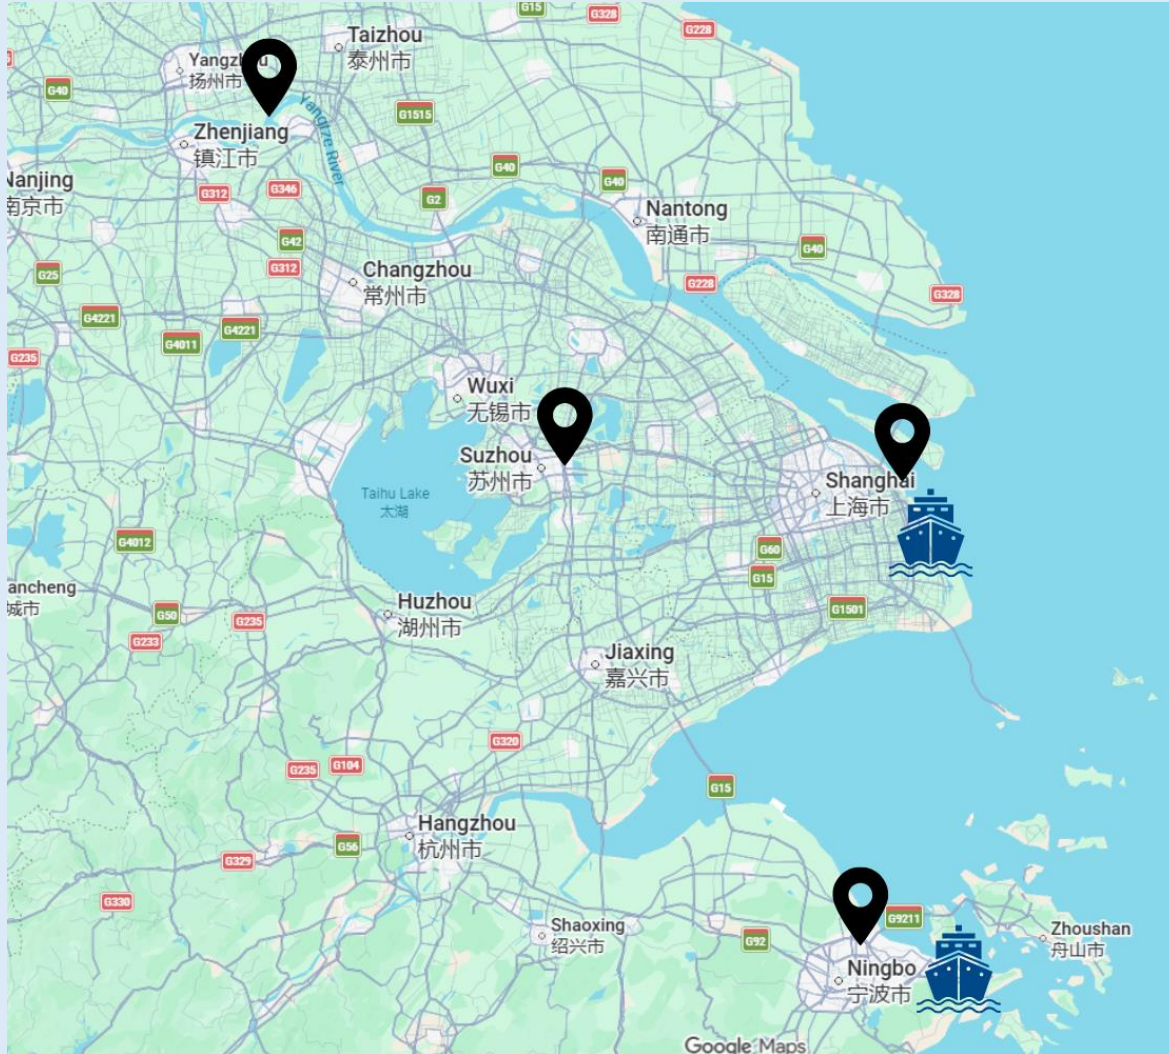 G15
G328
G228
Taizhou
泰州市
Yangzhou
扬州市
G40
G1515
Yangtze River
Zhenjiang
镇江市
G40
G40
Nanjing
南京市
G312
G346
G2
Nantong
南通市
G42
G40
G25
G312
Changzhou
常州市
G228
G328
G4221
G4221
G4011
G235
Wuxi
无锡市
Suzhou
苏州市
Shanghai
上海市
Taihu Lake
太湖
G4012
G60
G15
ancheng
城市
G50
G235
G233
Huzhou
湖州市
G1501
Jiaxing
嘉兴市
G320
G235
G104
G15
Hangzhou
杭州市
G56
G329
G330
Shaoxing
绍兴市
G92
G9211
Zhoushan
舟山市
Ningbo
宁波市
Google Maps